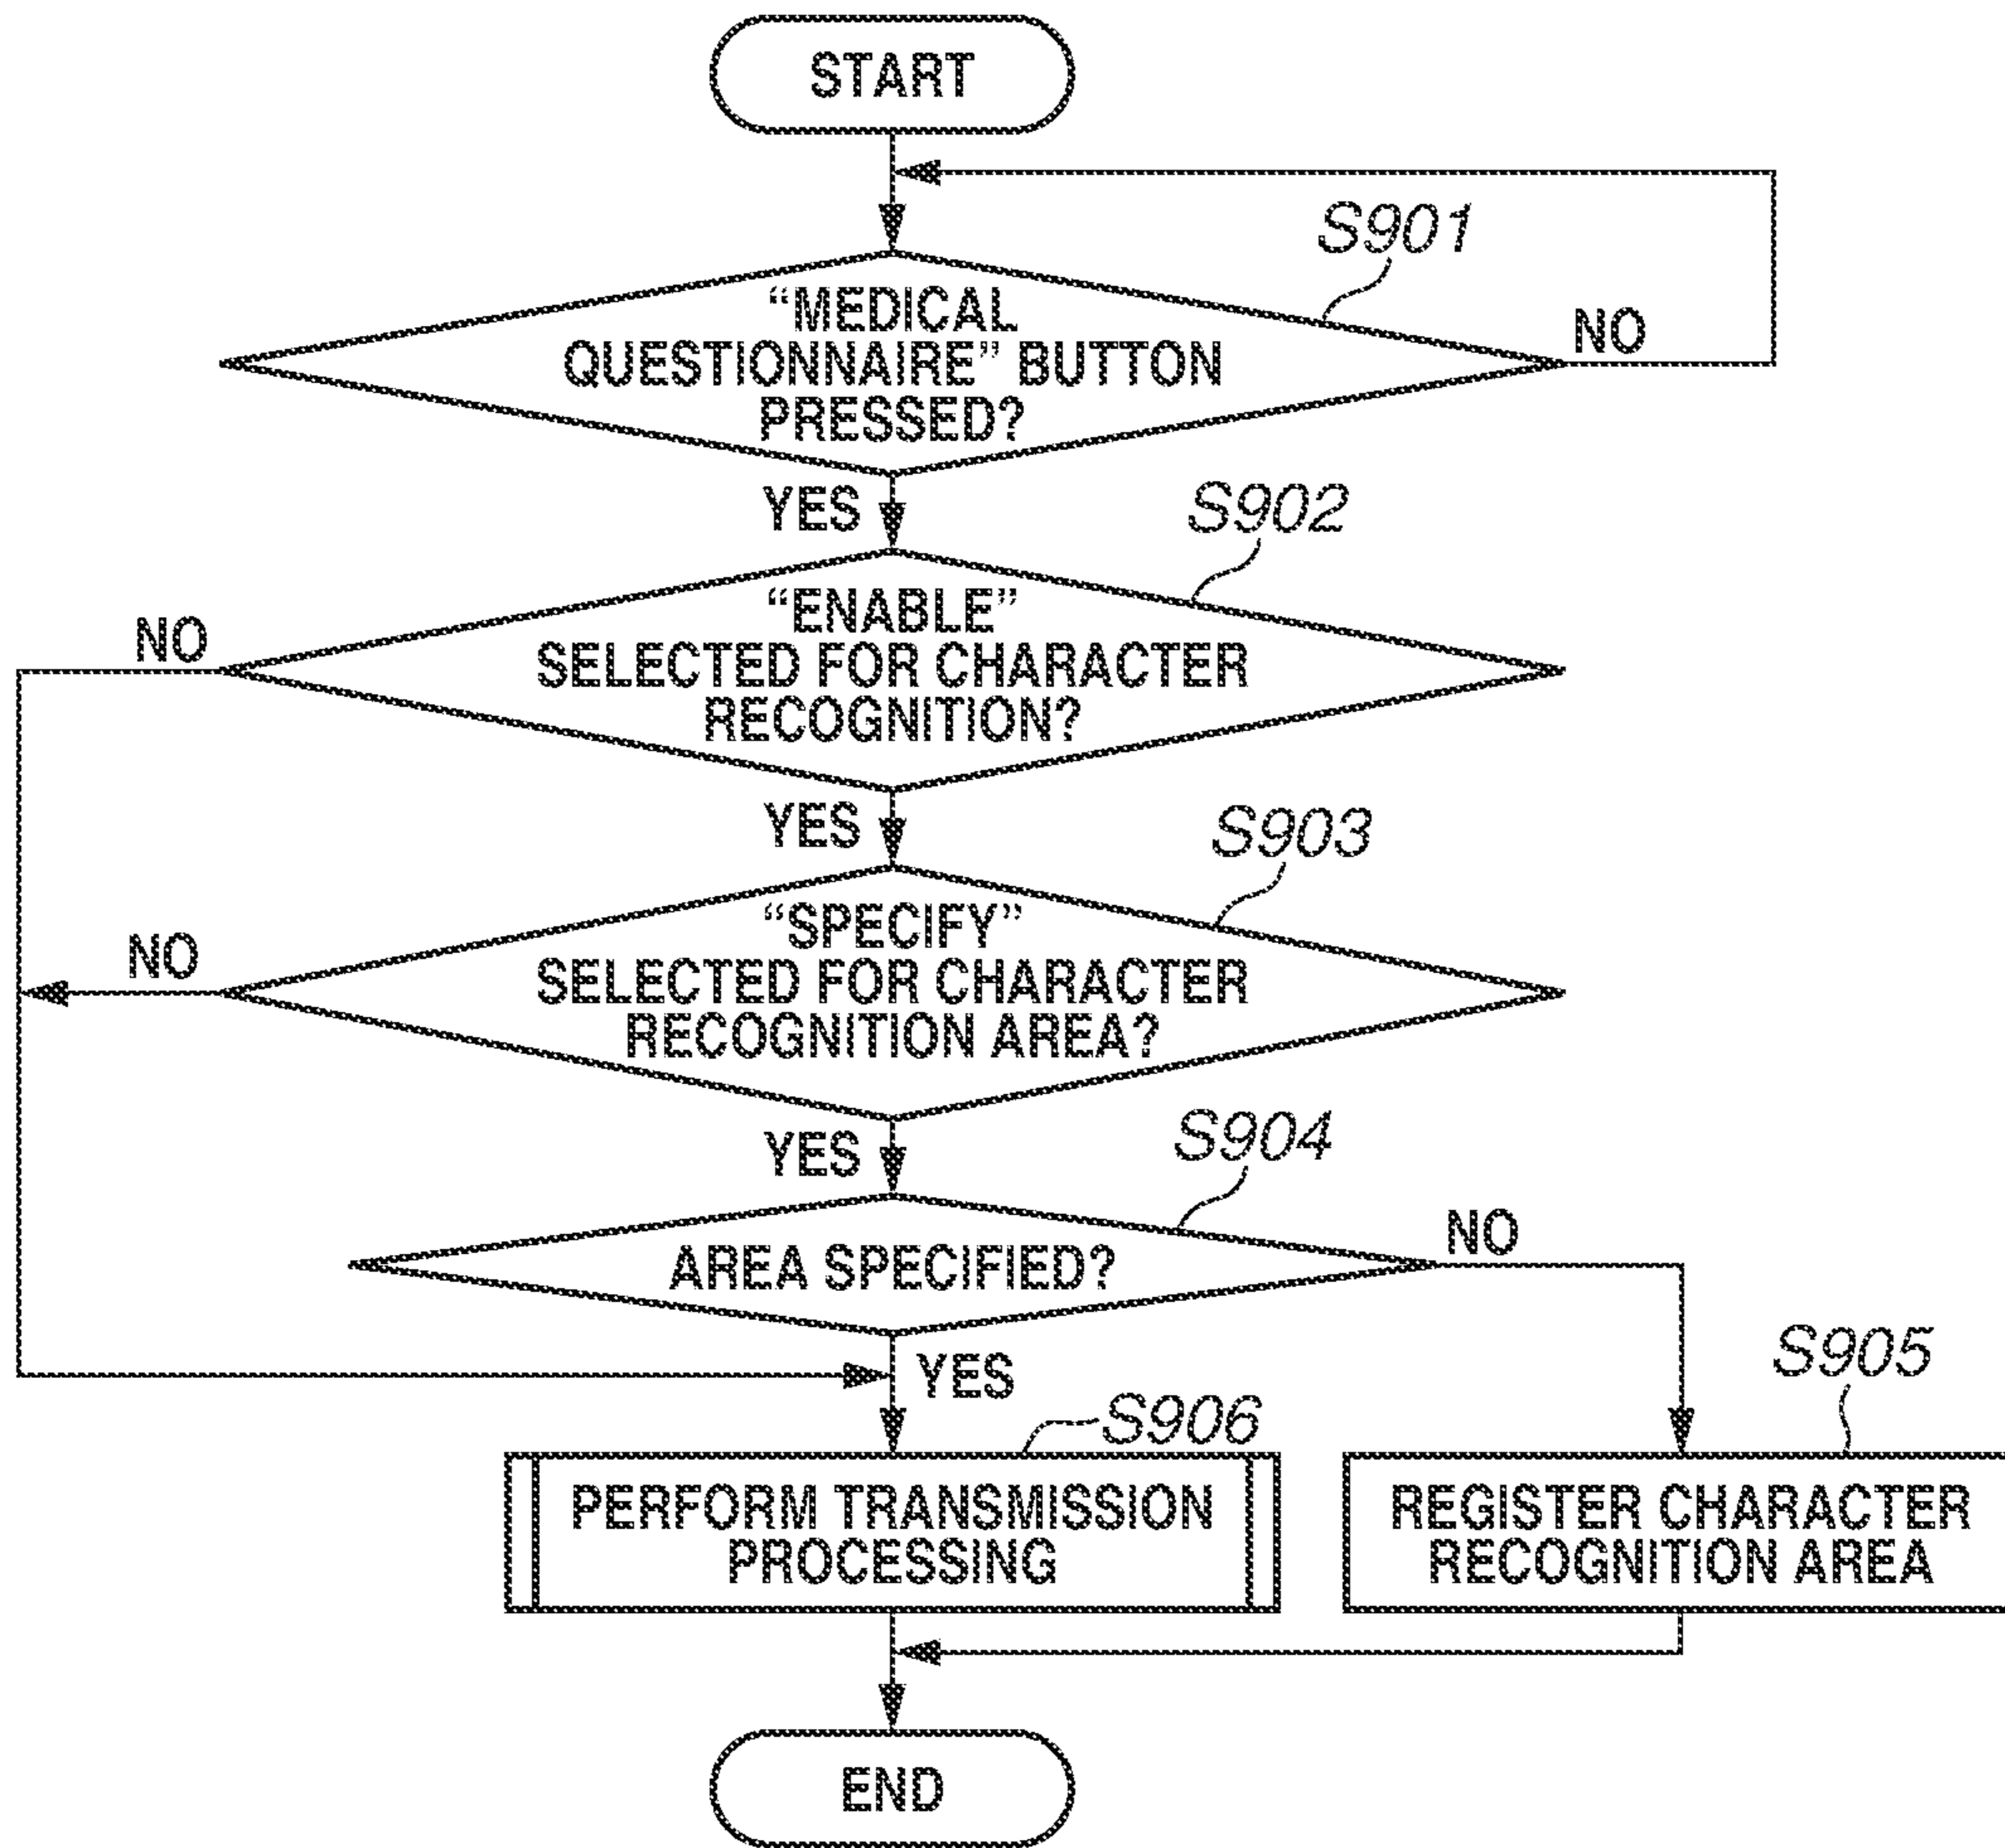 START
S901
“MEDICAL
QUESTIONNAIRE” BUTTON
PRESSED?
NO
YES
S902
“ENABLE”
SELECTED FOR CHARACTER
RECOGNITION?
NO
YES
S903
“SPECIFY”
SELECTED FOR CHARACTER
RECOGNITION AREA?
NO
YES
S904
AREA SPECIFIED?
NO
YES
S905
S906
PERFORM TRANSMISSION
PROCESSING
REGISTER CHARACTER
RECOGNITION AREA
END